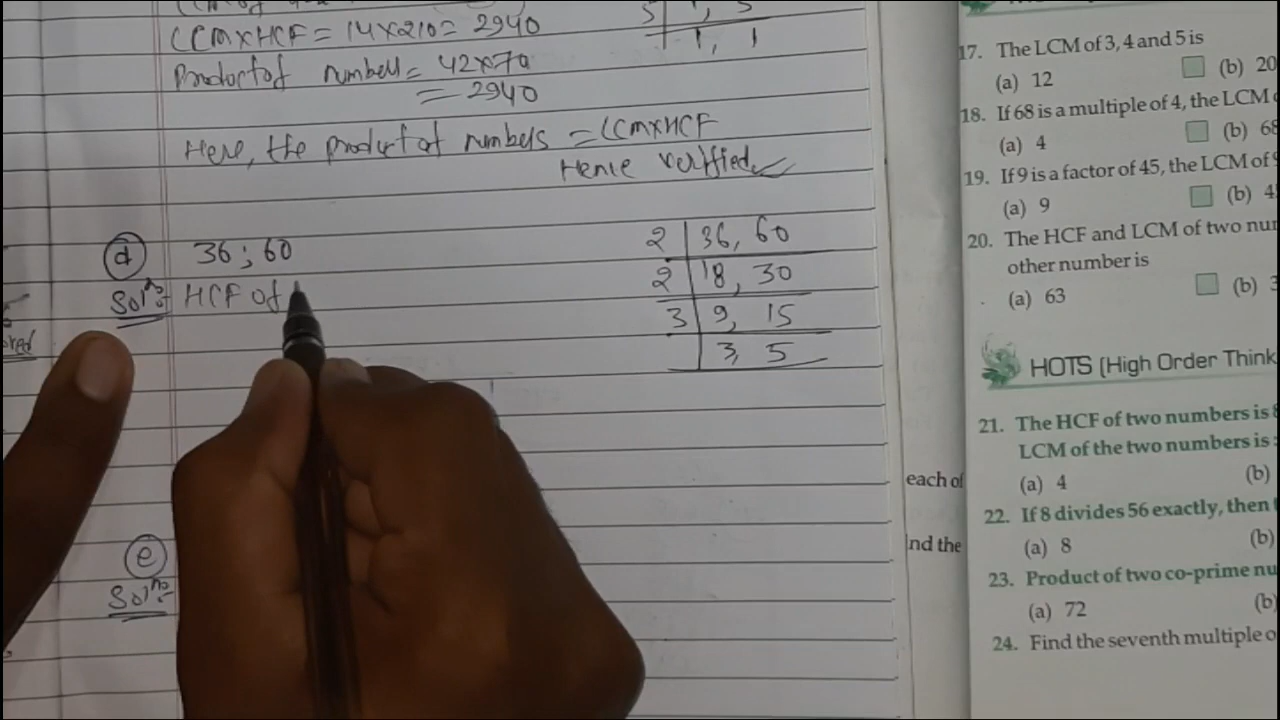 LCM×HCF = 14×210 = 2940
Product of numbers = 42×70
= 2940
Here, the product of numbers = LCM×HCF
Hence verified
5
1, 1
d 36 ; 60
Solⁿ: HCF of
2 36, 60
2 18, 30
3 9, 15
3, 5
e
Solⁿ:
each of
nd the
17. The LCM of 3, 4 and 5 is
(a) 12 (b) 20
18. If 68 is a multiple of 4, the LCM
(a) 4 (b) 68
19. If 9 is a factor of 45, the LCM of
(a) 9 (b) 4
20. The HCF and LCM of two
other number is
(a) 63 (b) 3
HOTS (High Order Think
21. The HCF of two numbers is
LCM of the two numbers is
(a) 4 (b)
22. If 8 divides 56 exactly, then
(a) 8 (b)
23. Product of two co-prime
(a) 72 (b)
24. Find the seventh multiple